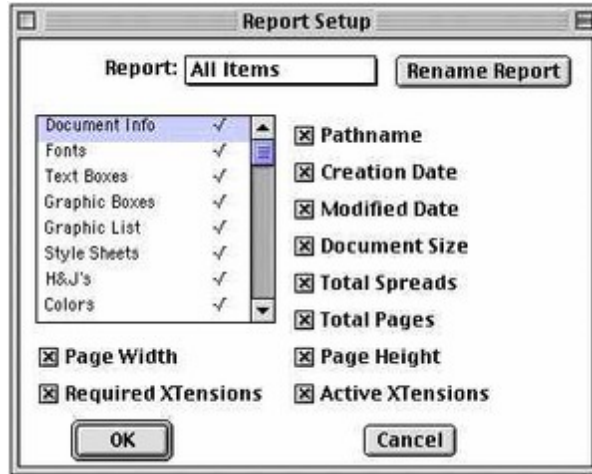 Report Setup
Report: All Items Rename Report
Document Info √
Fonts √
Text Boxes √
Graphic Boxes √
Graphic List √
Style Sheets √
H&J's √
Colors √
Pathname
Creation Date
Modified Date
Document Size
Total Spreads
Total Pages
Page Width Page Height
Required XTensions Active XTensions
OK Cancel